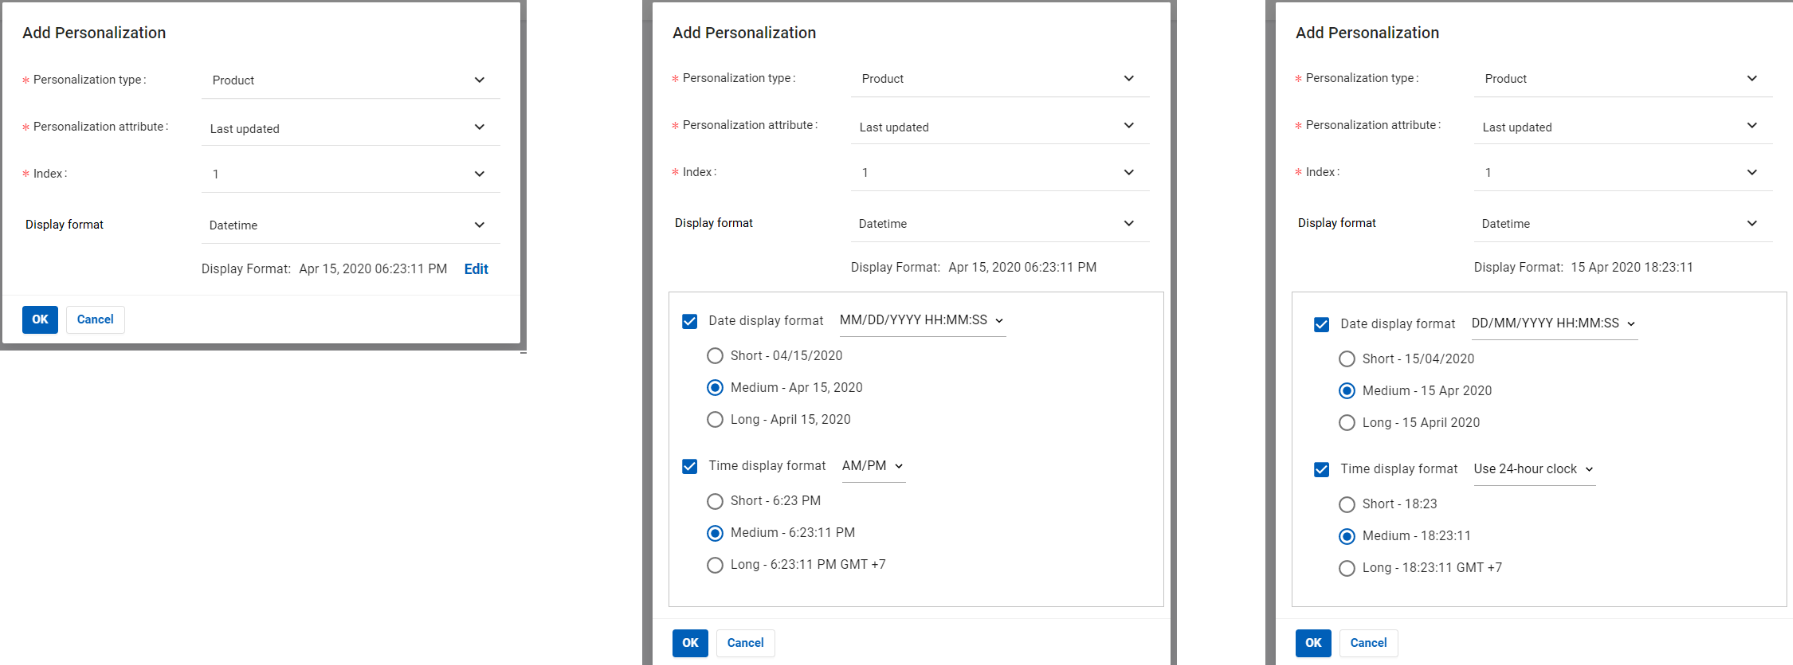 Add Personalization
* Personalization type :
Product
* Personalization attribute :
Last updated
* Index :
1
Display format
Datetime
Display Format: Apr 15, 2020 06:23:11 PM Edit
OK Cancel
Add Personalization
* Personalization type :
Product
* Personalization attribute :
Last updated
* Index :
1
Display format
Datetime
Display Format: Apr 15, 2020 06:23:11 PM
Date display format MM/DD/YYYY HH:MM:SS
Short - 04/15/2020
Medium - Apr 15, 2020
Long - April 15, 2020
Time display format AM/PM
Short - 6:23 PM
Medium - 6:23:11 PM
Long - 6:23:11 PM GMT +7
OK Cancel
Add Personalization
* Personalization type :
Product
* Personalization attribute :
Last updated
* Index :
1
Display format
Datetime
Display Format: 15 Apr 2020 18:23:11
Date display format DD/MM/YYYY HH:MM:SS
Short - 15/04/2020
Medium - 15 Apr 2020
Long - 15 April 2020
Time display format Use 24-hour clock
Short - 18:23
Medium - 18:23:11
Long - 18:23:11 GMT +7
OK Cancel